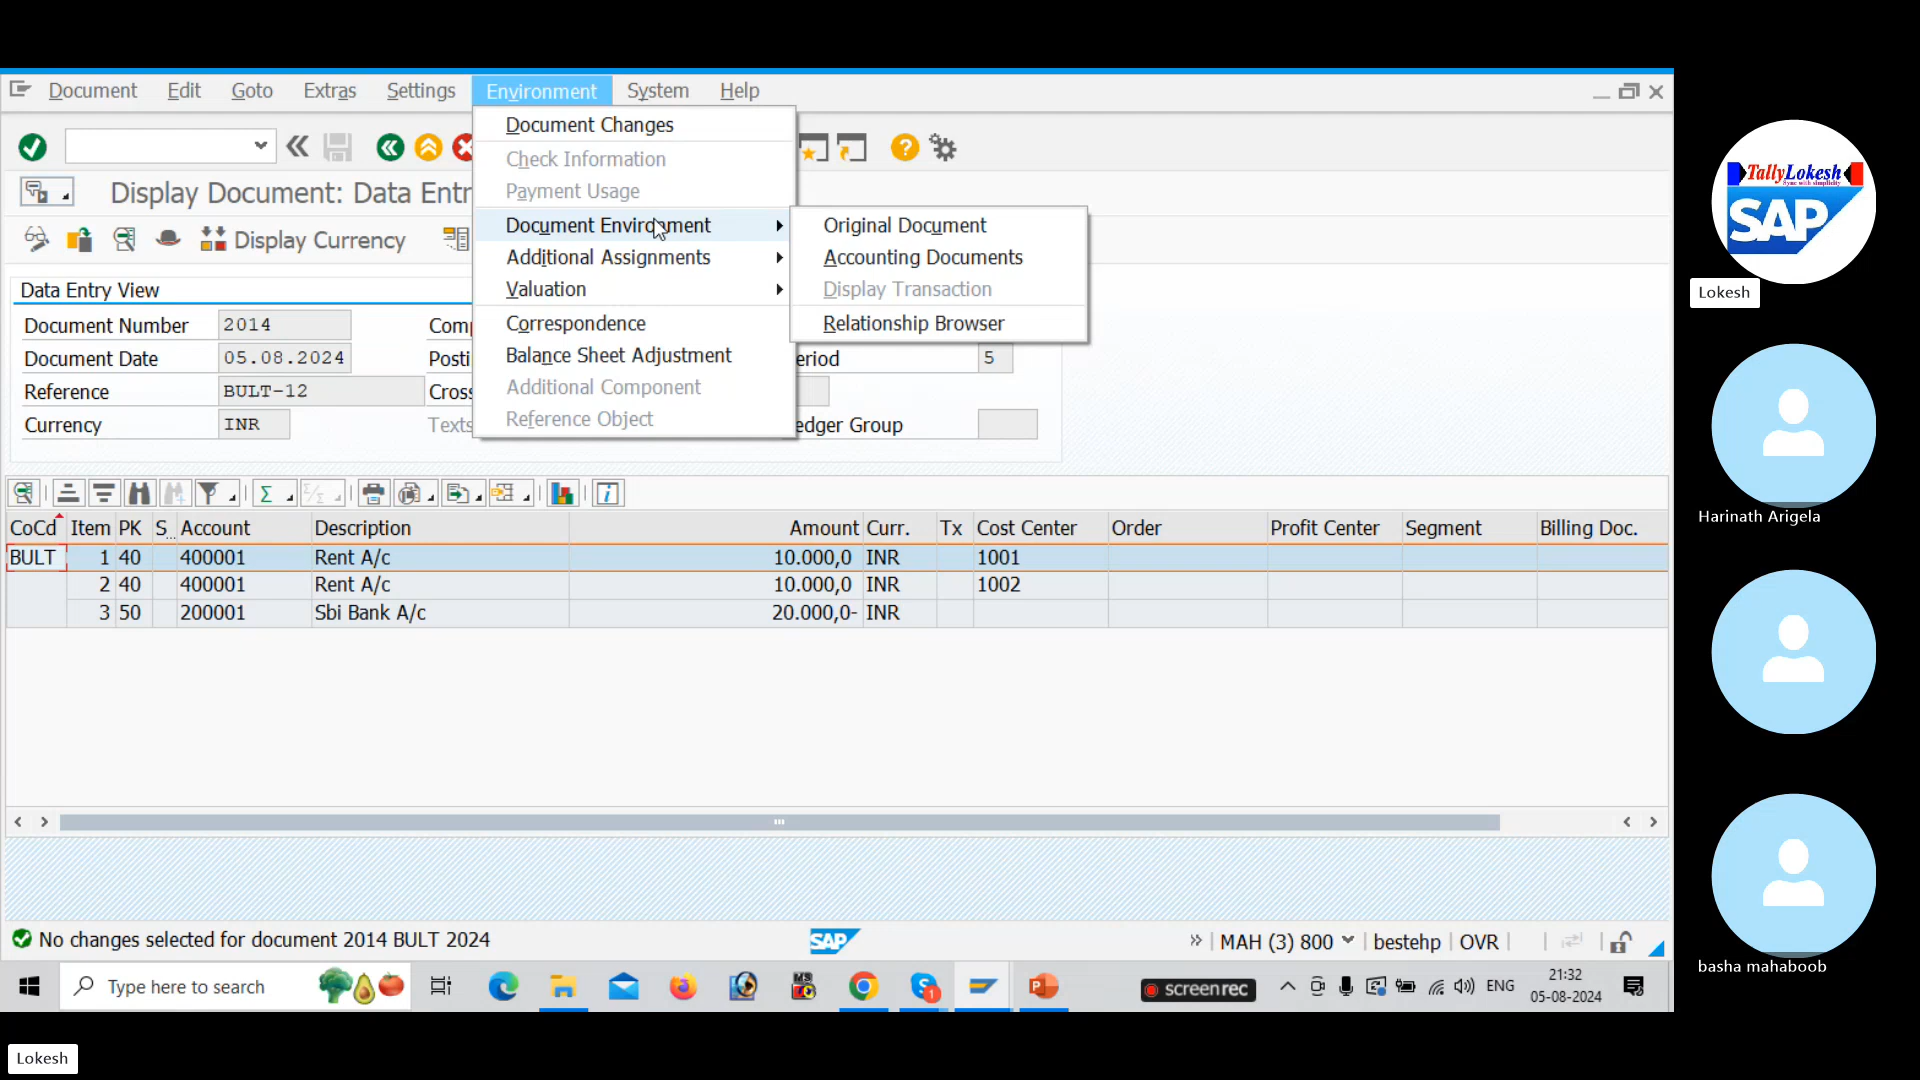 Document Edit Goto Extras Settings Environment System Help
Document Changes
Check Information
Payment Usage
Document Environment
Additional Assignments
Valuation
Correspondence
Balance Sheet Adjustment
Additional Component
Reference Object
Original Document
Accounting Documents
Display Transaction
Relationship Browser
Display Document: Data Entr
Display Currency
Data Entry View
Document Number 2014 Comp
Document Date 05.08.2024 Posti eriod 5
Reference BULT-12 Cross
Currency INR Texts edger Group
CoCd Item PK S.. Account Description Amount Curr. Tx Cost Center Order Profit Center Segment Billing Doc.
BULT 1 40 400001 Rent A/c 10.000,0 INR 1001
2 40 400001 Rent A/c 10.000,0 INR 1002
3 50 200001 Sbi Bank A/c 20.000,0- INR
No changes selected for document 2014 BULT 2024
SAP
MAH (3) 800 bestehp OVR
Type here to search
screenrec
ENG
21:32
05-08-2024
TallyLokesh
Sync with simplicity
SAP
Lokesh
Harinath Arigela
basha mahaboob
Lokesh